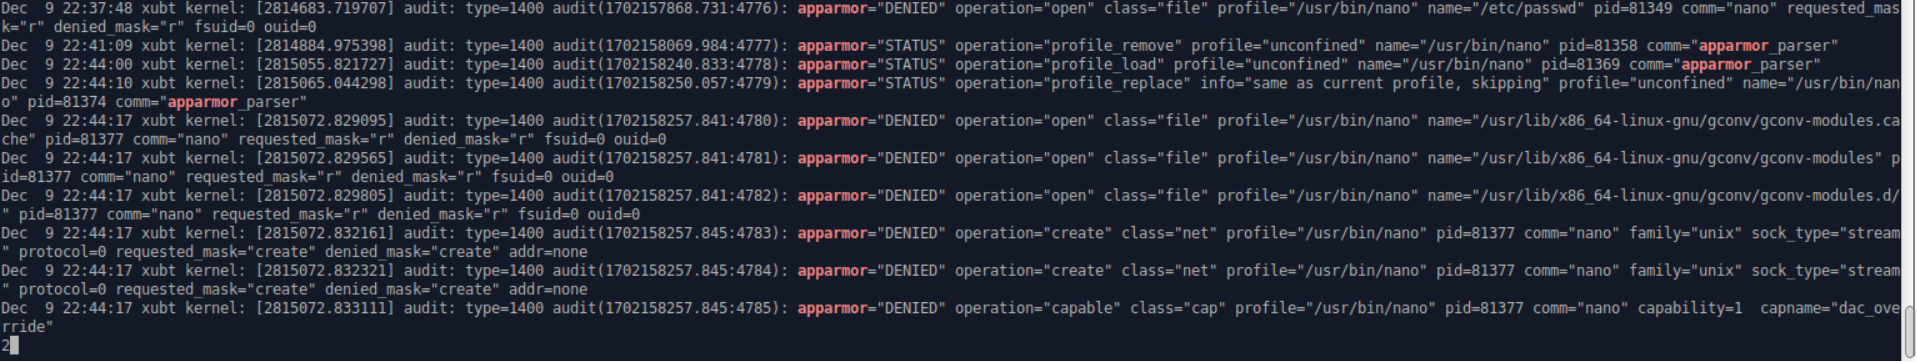 Dec  9 22:37:48 xubt kernel: [2814683.719707] audit: type=1400 audit(1702157868.731:4776): apparmor="DENIED" operation="open" class="file" profile="/usr/bin/nano" name="/etc/passwd" pid=81349 comm="nano" requested_mas
k="r" denied_mask="r" fsuid=0 ouid=0
Dec  9 22:41:09 xubt kernel: [2814884.975398] audit: type=1400 audit(1702158069.984:4777): apparmor="STATUS" operation="profile_remove" profile="unconfined" name="/usr/bin/nano" pid=81358 comm="apparmor_parser"
Dec  9 22:44:00 xubt kernel: [2815055.821727] audit: type=1400 audit(1702158240.833:4778): apparmor="STATUS" operation="profile_load" profile="unconfined" name="/usr/bin/nano" pid=81369 comm="apparmor_parser"
Dec  9 22:44:10 xubt kernel: [2815065.044298] audit: type=1400 audit(1702158250.057:4779): apparmor="STATUS" operation="profile_replace" info="same as current profile, skipping" profile="unconfined" name="/usr/bin/nan
o" pid=81374 comm="apparmor_parser"
Dec  9 22:44:17 xubt kernel: [2815072.829095] audit: type=1400 audit(1702158257.841:4780): apparmor="DENIED" operation="open" class="file" profile="/usr/bin/nano" name="/usr/lib/x86_64-linux-gnu/gconv/gconv-modules.ca
che" pid=81377 comm="nano" requested_mask="r" denied_mask="r" fsuid=0 ouid=0
Dec  9 22:44:17 xubt kernel: [2815072.829565] audit: type=1400 audit(1702158257.841:4781): apparmor="DENIED" operation="open" class="file" profile="/usr/bin/nano" name="/usr/lib/x86_64-linux-gnu/gconv/gconv-modules" p
id=81377 comm="nano" requested_mask="r" denied_mask="r" fsuid=0 ouid=0
Dec  9 22:44:17 xubt kernel: [2815072.829805] audit: type=1400 audit(1702158257.841:4782): apparmor="DENIED" operation="open" class="file" profile="/usr/bin/nano" name="/usr/lib/x86_64-linux-gnu/gconv/gconv-modules.d/
" pid=81377 comm="nano" requested_mask="r" denied_mask="r" fsuid=0 ouid=0
Dec  9 22:44:17 xubt kernel: [2815072.832161] audit: type=1400 audit(1702158257.845:4783): apparmor="DENIED" operation="create" class="net" profile="/usr/bin/nano" pid=81377 comm="nano" family="unix" sock_type="stream
" protocol=0 requested_mask="create" denied_mask="create" addr=none
Dec  9 22:44:17 xubt kernel: [2815072.832321] audit: type=1400 audit(1702158257.845:4784): apparmor="DENIED" operation="create" class="net" profile="/usr/bin/nano" pid=81377 comm="nano" family="unix" sock_type="stream
" protocol=0 requested_mask="create" denied_mask="create" addr=none
Dec  9 22:44:17 xubt kernel: [2815072.833111] audit: type=1400 audit(1702158257.845:4785): apparmor="DENIED" operation="capable" class="cap" profile="/usr/bin/nano" pid=81377 comm="nano" capability=1  capname="dac_ove
rride"
2